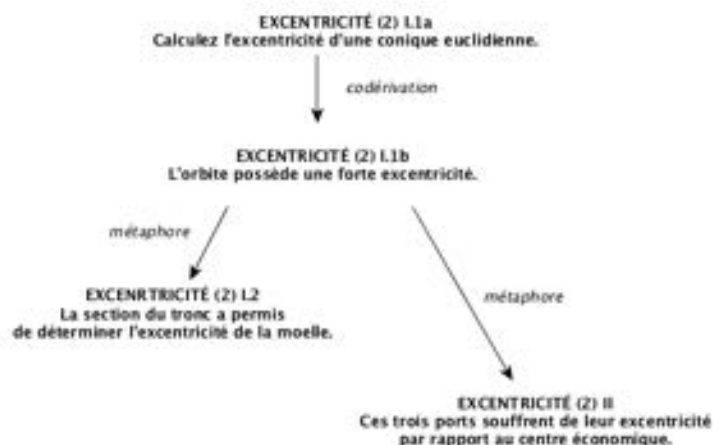 EXCENTRICITÉ (2) I.1a
Calculez l'excentricité d'une conique euclidienne.
codérivation
EXCENTRICITÉ (2) I.1b
L'orbite possède une forte excentricité.
métaphore
EXCENRTRICITÉ (2) I.2
La section du tronc a permis
de déterminer l'excentricité de la moelle.
métaphore
EXCENTRICITÉ (2) II
Ces trois ports souffrent de leur excentricité
par rapport au centre économique.